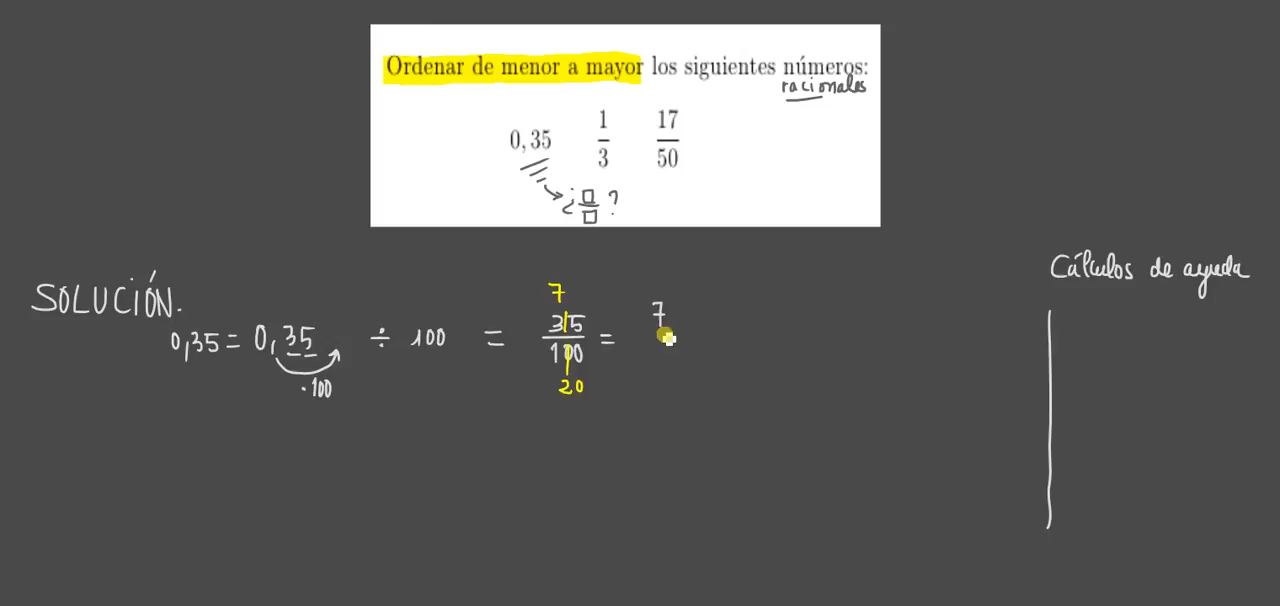 Ordenar de menor a mayor los siguientes números:
racionales
0,35 1/3 17/50
¿□/□?
Cálculos de ayuda
SOLUCIÓN.
7
0,35 = 0,35 ÷ 100 = 35/100 = 7
· 100
20